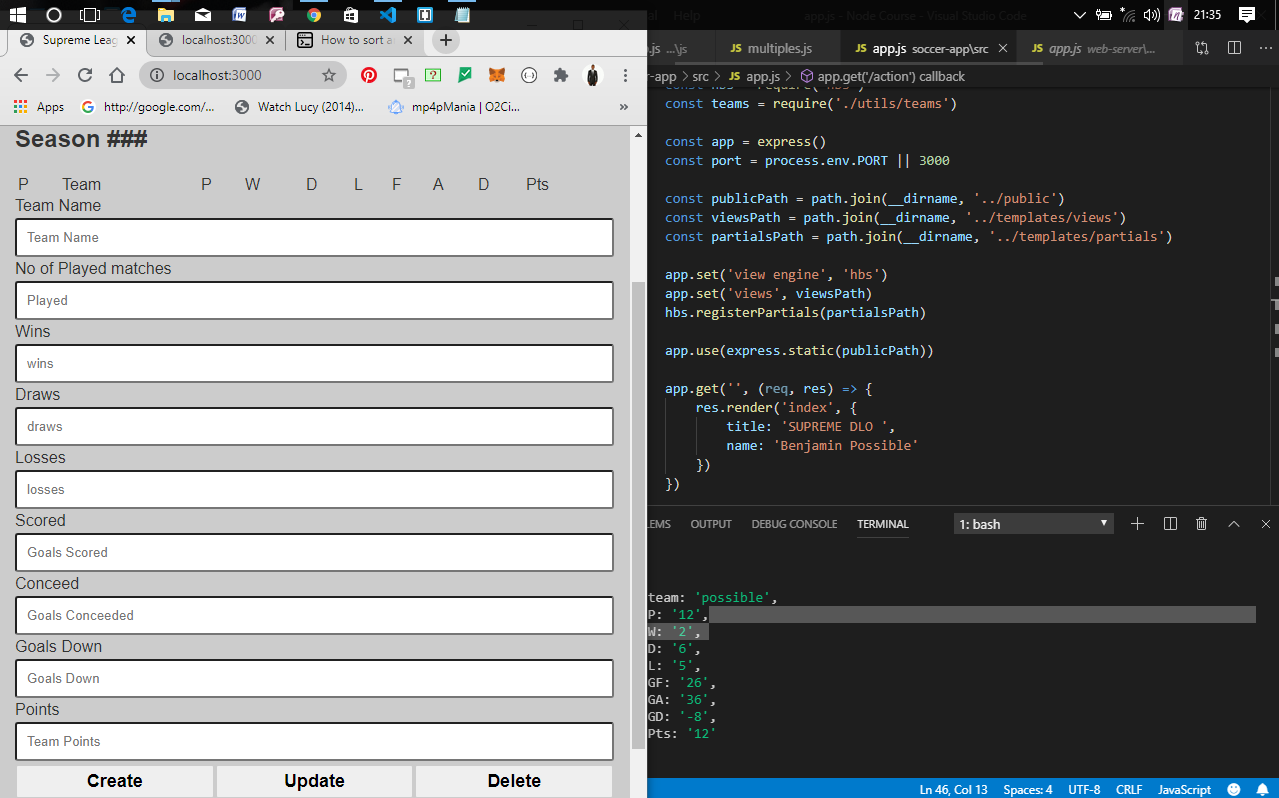 21:35
Supreme Leag
localhost:3000
How to sort a
localhost:3000
Apps
http://google.com/...
Watch Lucy (2014)...
mp4pMania | O2Ci...
»
Season ###
P Team P W D L F A D Pts
Team Name
Team Name
No of Played matches
Played
Wins
wins
Draws
draws
Losses
losses
Scored
Goals Scored
Conceed
Goals Conceeded
Goals Down
Goals Down
Points
Team Points
Create Update Delete
Help
app.js - Node Course - Visual Studio Code
.js ...\js
JS multiples.js
JS app.js soccer-app\src
JS app.js web-server\...
r-app > src > JS app.js > app.get('/action') callback
const hbs = require('hbs')
const teams = require('./utils/teams')
const app = express()
const port = process.env.PORT || 3000
const publicPath = path.join(__dirname, '../public')
const viewsPath = path.join(__dirname, '../templates/views')
const partialsPath = path.join(__dirname, '../templates/partials')
app.set('view engine', 'hbs')
app.set('views', viewsPath)
hbs.registerPartials(partialsPath)
app.use(express.static(publicPath))
app.get('', (req, res) => {
res.render('index', {
title: 'SUPREME DLO ',
name: 'Benjamin Possible'
})
})
LEMS OUTPUT DEBUG CONSOLE TERMINAL
1: bash
team: 'possible',
P: '12',
W: '2',
D: '6',
L: '5',
GF: '26',
GA: '36',
GD: '-8',
Pts: '12'
Ln 46, Col 13 Spaces: 4 UTF-8 CRLF JavaScript